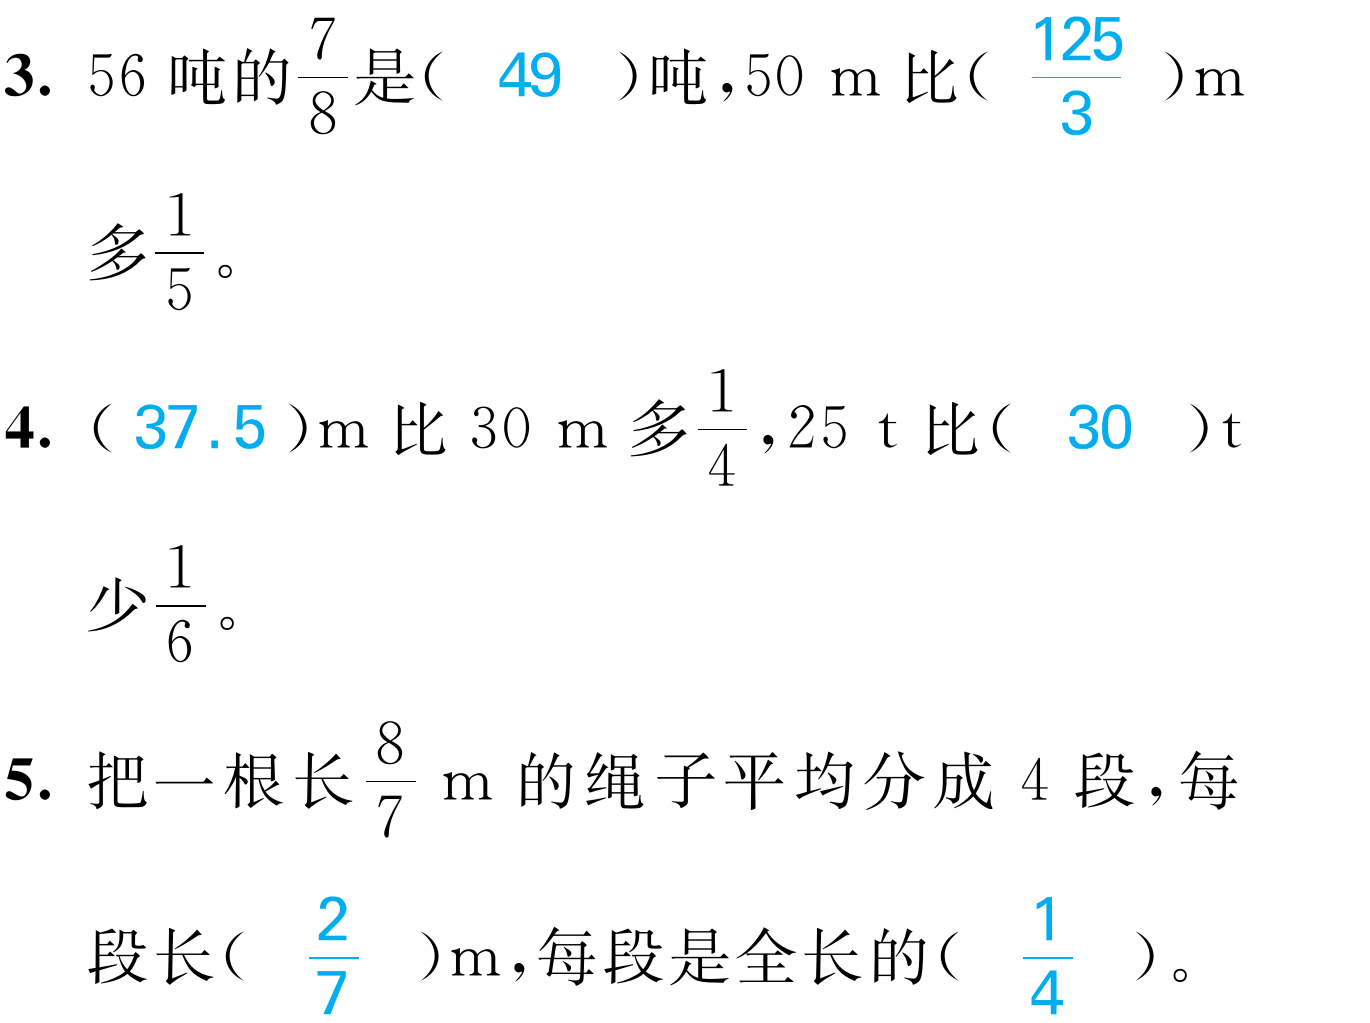 3. 56 吨的7/8是( 49 )吨,50 m 比( 125/3 )m
多1/5。
4. ( 37.5 )m 比 30 m 多1/4,25 t 比( 30 )t
少1/6。
5. 把一根长8/7 m 的绳子平均分成 4 段,每
段长( 2/7 )m,每段是全长的( 1/4 )。